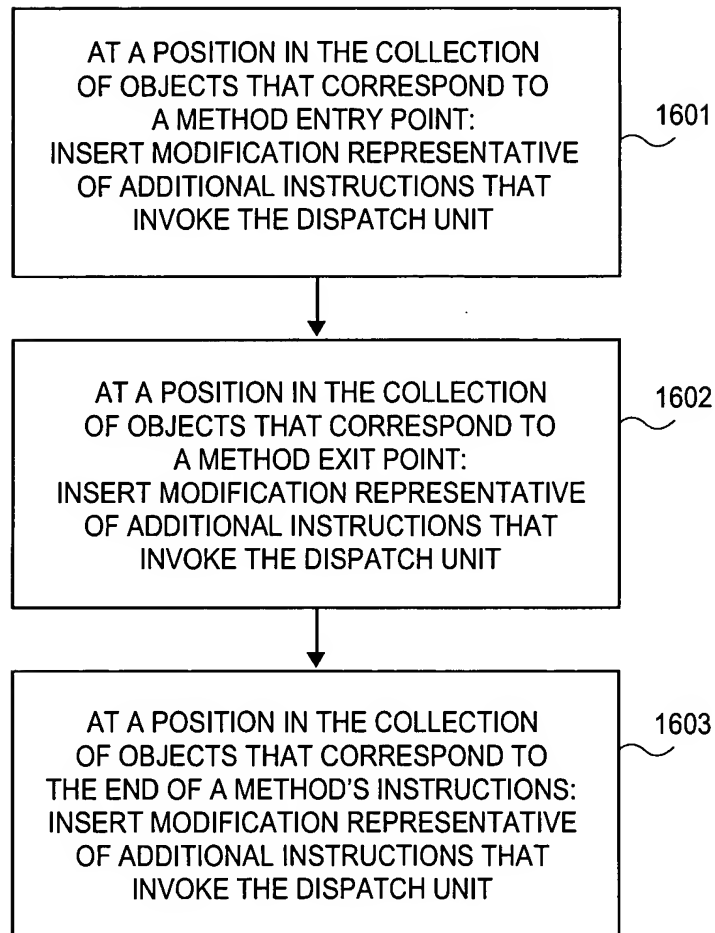 AT A POSITION IN THE COLLECTION
OF OBJECTS THAT CORRESPOND TO
A METHOD ENTRY POINT:
INSERT MODIFICATION REPRESENTATIVE
OF ADDITIONAL INSTRUCTIONS THAT
INVOKE THE DISPATCH UNIT
1601
AT A POSITION IN THE COLLECTION
OF OBJECTS THAT CORRESPOND TO
A METHOD EXIT POINT:
INSERT MODIFICATION REPRESENTATIVE
OF ADDITIONAL INSTRUCTIONS THAT
INVOKE THE DISPATCH UNIT
1602
AT A POSITION IN THE COLLECTION
OF OBJECTS THAT CORRESPOND TO
THE END OF A METHOD'S INSTRUCTIONS:
INSERT MODIFICATION REPRESENTATIVE
OF ADDITIONAL INSTRUCTIONS THAT
INVOKE THE DISPATCH UNIT
1603